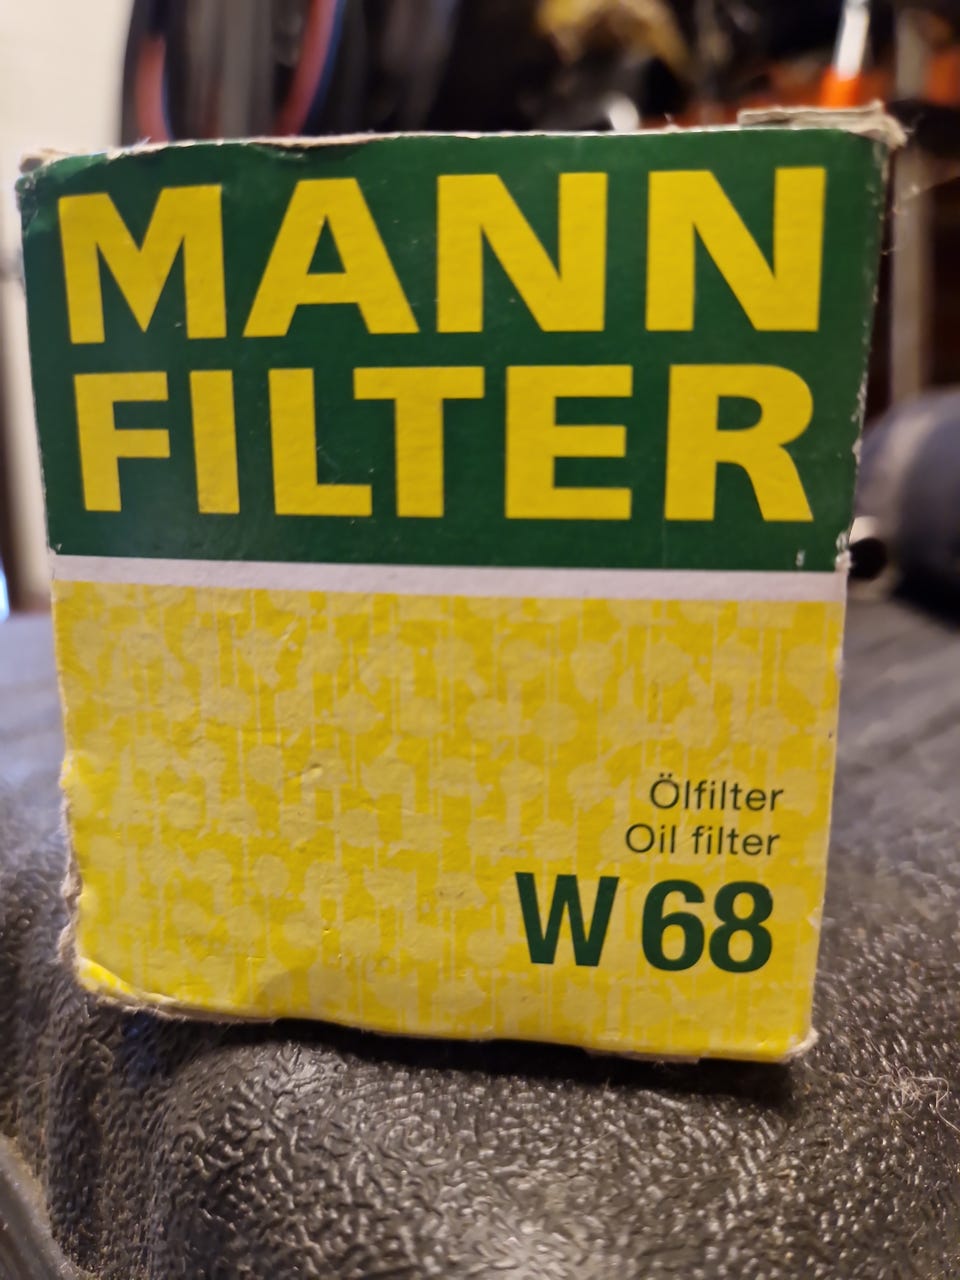 MANN
FILTER
Ölfilter
Oil filter
W 68